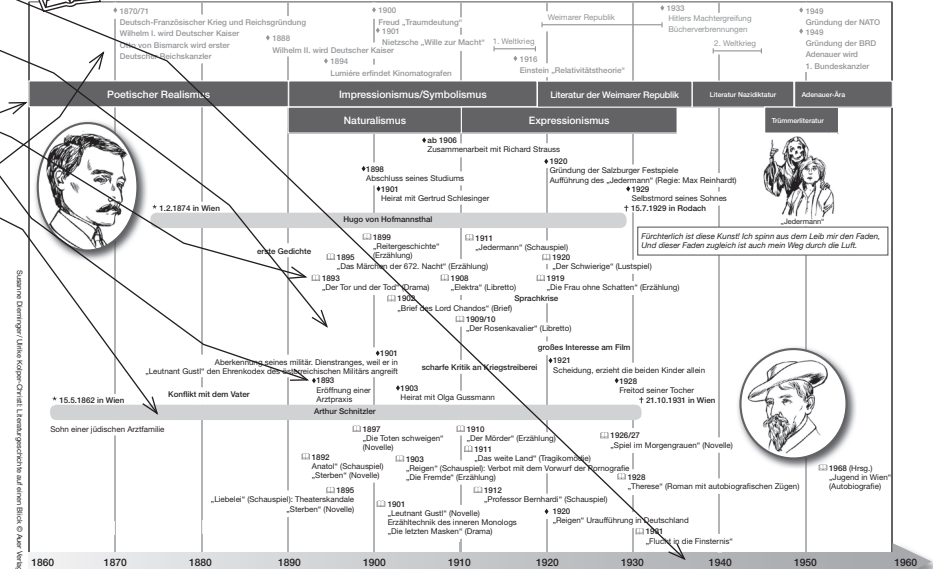 1870/71
Deutsch-Französischer Krieg und Reichsgründung
Wilhelm I. wird Deutscher Kaiser
Otto von Bismarck wird erster
Deutscher Reichskanzler
1888
Wilhelm II. wird Deutscher Kaiser
1894
Lumière erfindet Kinomatografen
1900
Freud „Traumdeutung“
1901
Nietzsche „Wille zur Macht“
1. Weltkrieg
1916
Einstein „Relativitätstheorie“
Weimarer Republik
1933
Hitlers Machtergreifung
Bücherverbrennungen
2. Weltkrieg
1949
Gründung der NATO
1949
Gründung der BRD
Adenauer wird
1. Bundeskanzler
Poetischer Realismus
Impressionismus/Symbolismus
Literatur der Weimarer Republik
Literatur Nazidiktatur
Adenauer-Ära
Naturalismus
Expressionismus
Trümmerliteratur
ab 1906
Zusammenarbeit mit Richard Strauss
1898
Abschluss seines Studiums
1901
Heirat mit Gertrud Schlesinger
1920
Gründung der Salzburger Festspiele
Aufführung des „Jedermann“ (Regie: Max Reinhardt)
1929
Selbstmord seines Sohnes
† 15.7.1929 in Rodach
* 1.2.1874 in Wien
Hugo von Hofmannsthal
„Jedermann“
Fürchterlich ist diese Kunst! Ich spinn aus dem Leib mir den Faden,
Und dieser Faden zugleich ist auch mein Weg durch die Luft.
erste Gedichte
1899
„Reitergeschichte“
(Erzählung)
1895
„Das Märchen der 672. Nacht“ (Erzählung)
1893
„Der Tor und der Tod“ (Drama)
1902
„Brief des Lord Chandos“ (Brief)
1911
„Jedermann“ (Schauspiel)
1908
„Elektra“ (Libretto)
1909/10
„Der Rosenkavalier“ (Libretto)
1920
„Der Schwierige“ (Lustspiel)
1919
„Die Frau ohne Schatten“ (Erzählung)
Sprachkrise
großes Interesse am Film
1901
Aberkennung seines militär. Dienstranges, weil er in
„Leutnant Gustl“ den Ehrenkodex des österreichischen Militärs angreift
scharfe Kritik an Kriegstreiberei
1921
Scheidung, erzieht die beiden Kinder allein
1893
Eröffnung einer
Arztpraxis
1903
Heirat mit Olga Gussmann
1928
Freitod seiner Tocher
† 21.10.1931 in Wien
Konflikt mit dem Vater
* 15.5.1862 in Wien
Arthur Schnitzler
Sohn einer jüdischen Arztfamilie
1897
„Die Toten schweigen“
(Novelle)
1892
Anatol“ (Schauspiel)
„Sterben“ (Novelle)
1903
„Reigen“ (Schauspiel): Verbot mit dem Vorwurf der Pornografie
„Die Fremde“ (Erzählung)
1895
„Liebelei“ (Schauspiel): Theaterskandale
„Sterben“ (Novelle)
1901
„Leutnant Gustl“ (Novelle)
Erzähltechnik des inneren Monologs
„Die letzten Masken“ (Drama)
1910
„Der Mörder“ (Erzählung)
1911
„Das weite Land“ (Tragikomödie)
1912
„Professor Bernhardi“ (Schauspiel)
1920
„Reigen“ Uraufführung in Deutschland
1926/27
„Spiel im Morgengrauen“ (Novelle)
1928
„Therese“ (Roman mit autobiografischen Zügen)
1931
„Flucht in die Finsternis“
1968 (Hrsg.)
„Jugend in Wien“
(Autobiografie)
1860 1870 1880 1890 1900 1910 1920 1930 1940 1950 1960